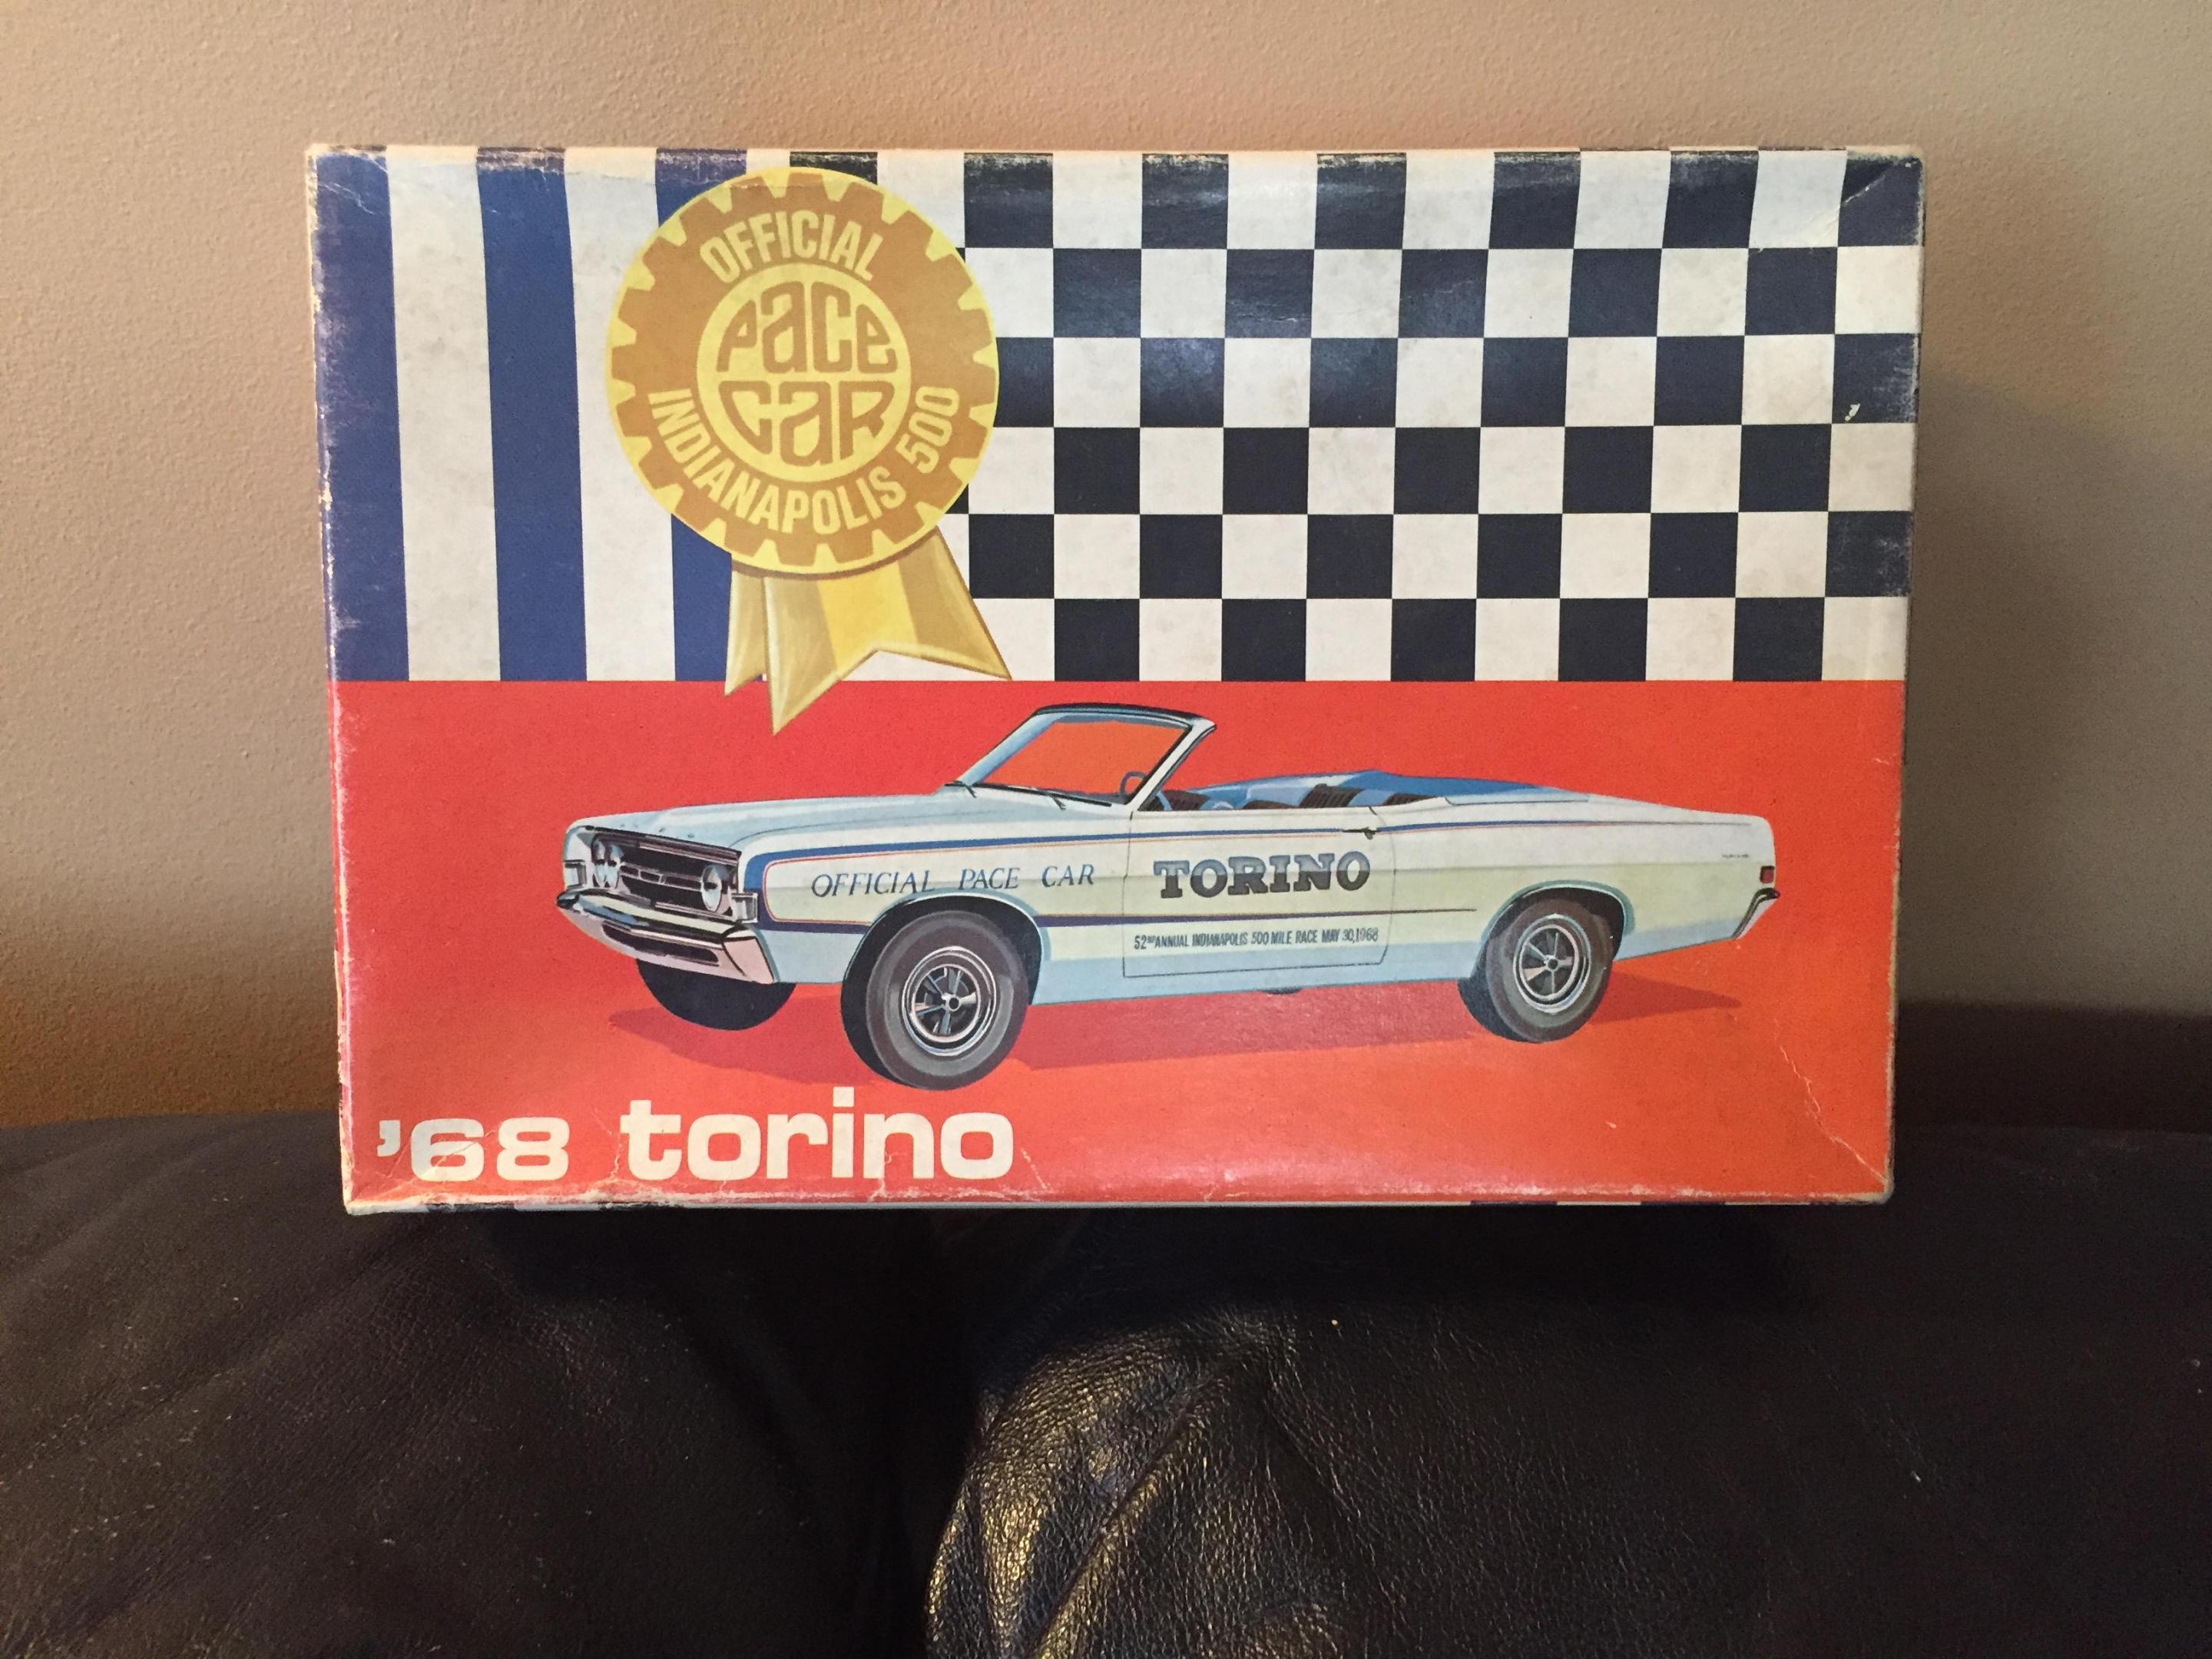 OFFICIAL
PACE
CAR
INDIANAPOLIS 500
OFFICIAL PACE CAR
TORINO
52ND ANNUAL INDIANAPOLIS 500 MILE RACE MAY 30, 1968
'68 torino